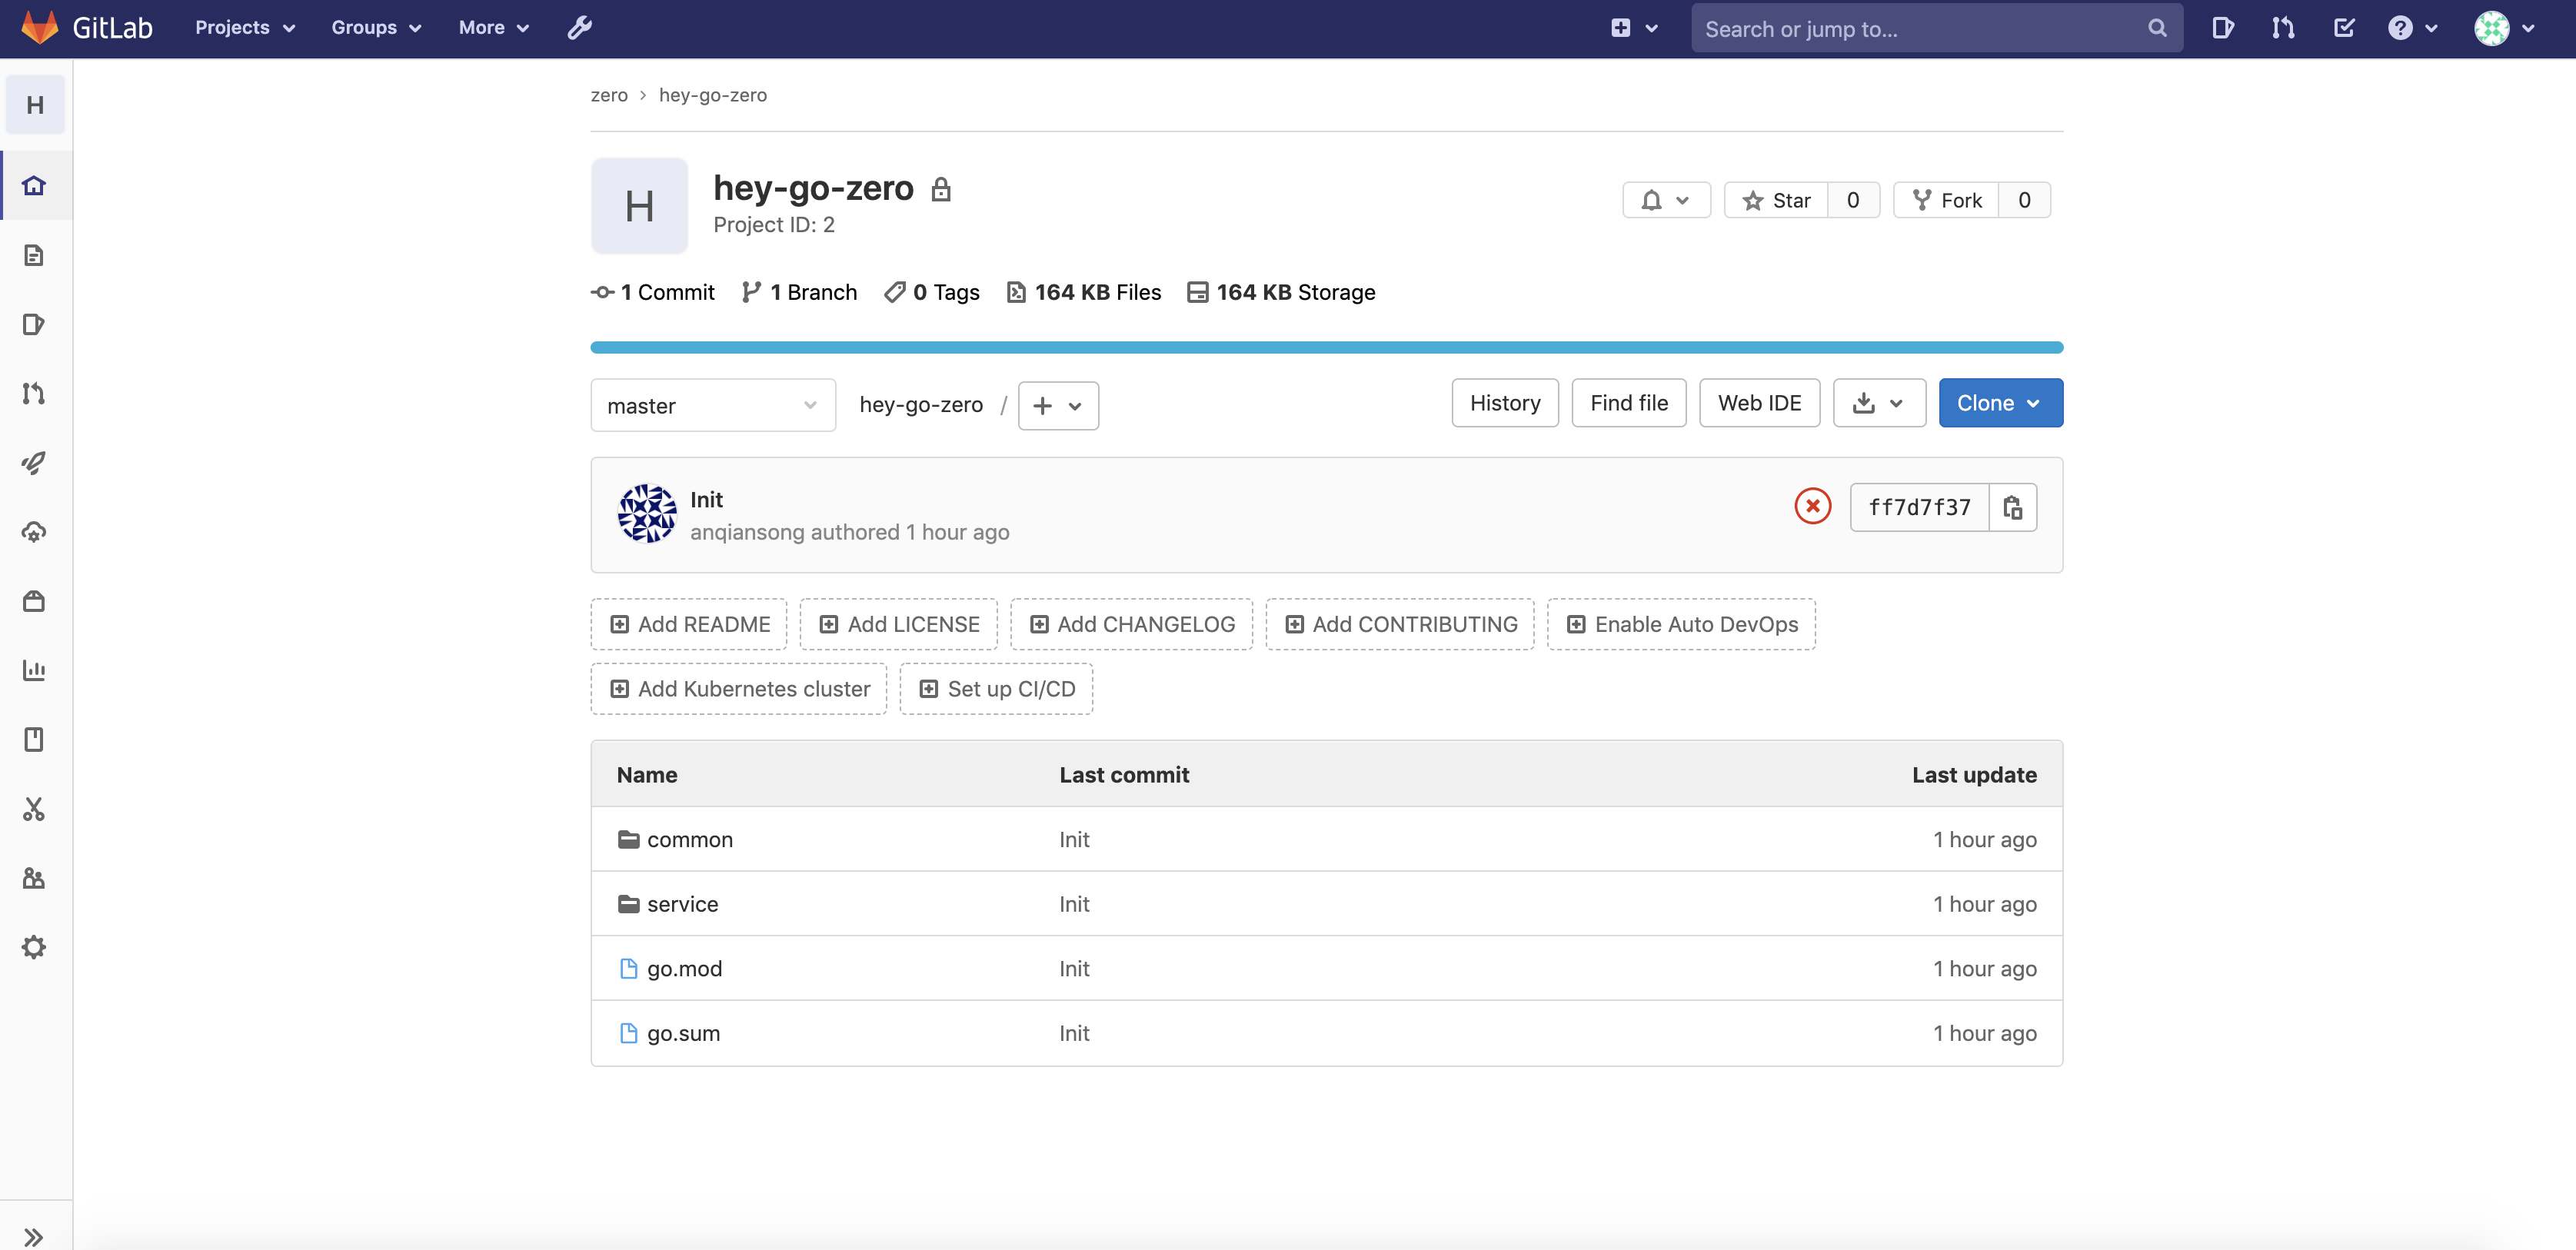 GitLab Projects Groups More Search or jump to...
H
zero > hey-go-zero
H
hey-go-zero
Project ID: 2
Star 0 Fork 0
1 Commit 1 Branch 0 Tags 164 KB Files 164 KB Storage
master hey-go-zero / + History Find file Web IDE Clone
Init
anqiansong authored 1 hour ago
ff7d7f37
Add README Add LICENSE Add CHANGELOG Add CONTRIBUTING Enable Auto DevOps
Add Kubernetes cluster Set up CI/CD
Name Last commit Last update
common Init 1 hour ago
service Init 1 hour ago
go.mod Init 1 hour ago
go.sum Init 1 hour ago